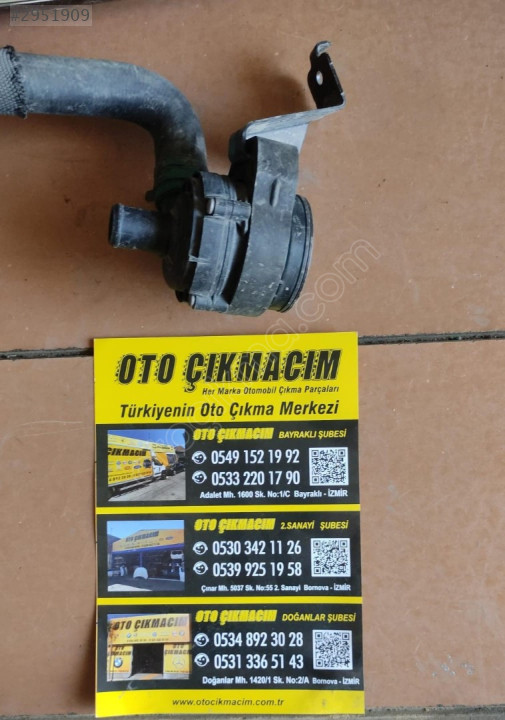 #2951909
OTO ÇIKMACIM
Her Marka Otomobil Çıkma Parçaları
Türkiyenin Oto Çıkma Merkezi
OTO ÇIKMACIM BAYRAKLI ŞUBESİ
0549 152 19 92
0533 220 17 90
Adalet Mh. 1600 Sk. No:1/C Bayraklı - İZMİR
OTO ÇIKMACIM 2.SANAYİ ŞUBESİ
0530 342 11 26
0539 925 19 58
Çınar Mh. 5037 Sk. No:55 2. Sanayi Bornova - İZMİR
OTO ÇIKMACIM
OTO ÇIKMACIM DOĞANLAR ŞUBESİ
0534 892 30 28
0531 336 51 43
Doğanlar Mh. 1420/1 Sk. No:2/A Bornova - İZMİR
www.otocikmacim.com.tr